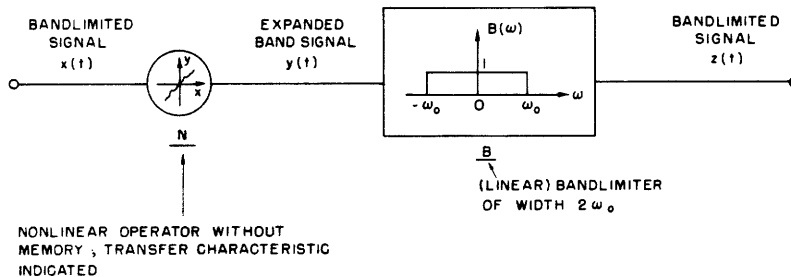 BANDLIMITED
SIGNAL
x(t)
EXPANDED
BAND SIGNAL
y(t)
BANDLIMITED
SIGNAL
z(t)
y
x
B(ω)
1
-ω₀
0
ω₀
ω
N
B
(LINEAR) BANDLIMITER
OF WIDTH 2ω₀
NONLINEAR OPERATOR WITHOUT
MEMORY, TRANSFER CHARACTERISTIC
INDICATED